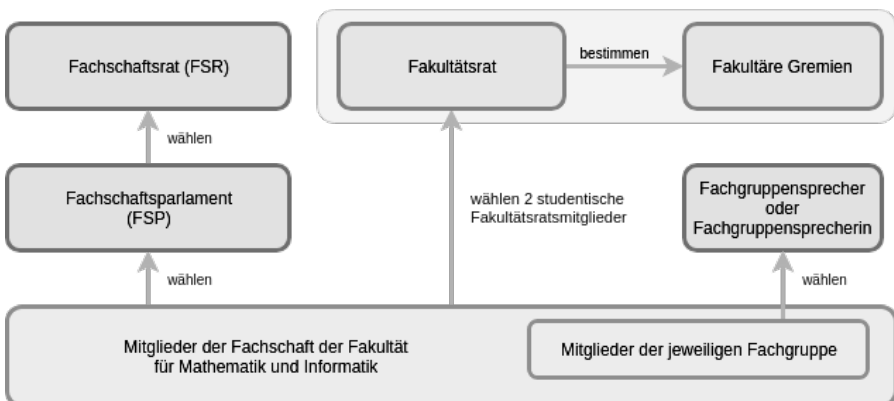 Fachschaftsrat (FSR)
Fakultätsrat
bestimmen
Fakultäre Gremien
wählen
Fachschaftsparlament
(FSP)
wählen 2 studentische
Fakultätsratsmitglieder
Fachgruppensprecher
oder
Fachgruppensprecherin
wählen
wählen
Mitglieder der Fachschaft der Fakultät
für Mathematik und Informatik
Mitglieder der jeweiligen Fachgruppe